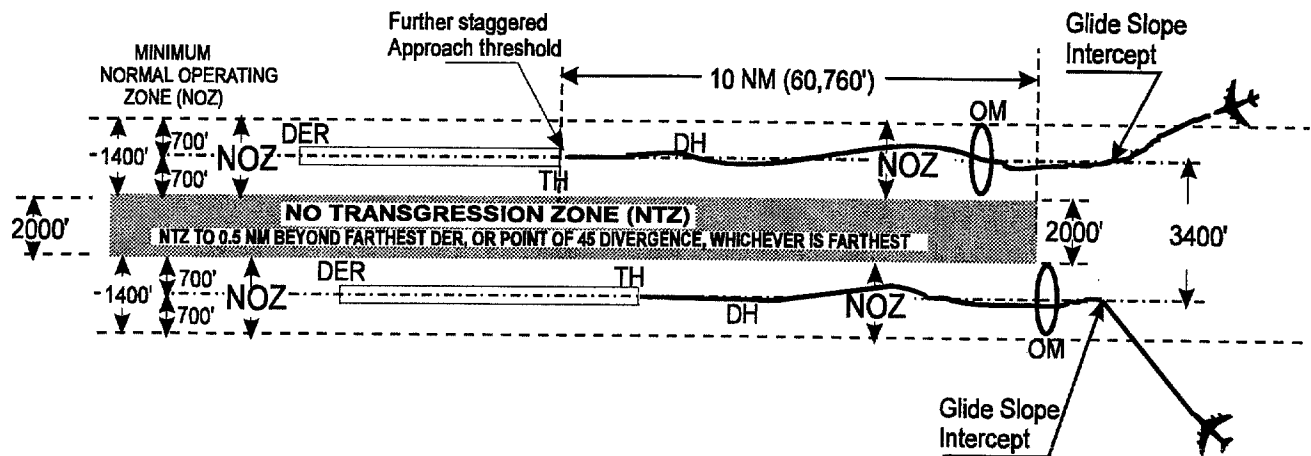 Further staggered
Approach threshold
Glide Slope
Intercept
MINIMUM
NORMAL OPERATING
ZONE (NOZ)
10 NM (60,760')
OM
DER
DH
700'
1400'
NOZ
NOZ
700'
TH
NO TRANSGRESSION ZONE (NTZ)
2000'
NTZ TO 0.5 NM BEYOND FARTHEST DER, OR POINT OF 45 DIVERGENCE, WHICHEVER IS FARTHEST
2000'
3400'
DER
TH
700'
1400'
NOZ
NOZ
700'
DH
OM
Glide Slope
Intercept